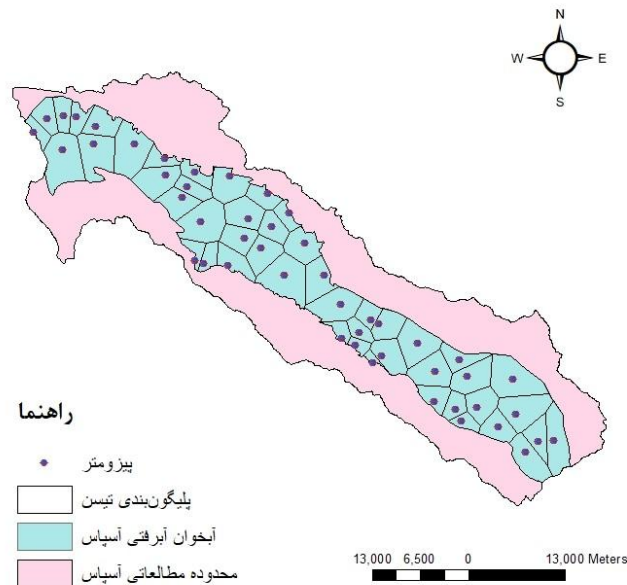 N
W E
S
راهنما
پیزومتر
پلیگون‌بندی تیسن
آبخوان آبرفتی آسپاس
محدوده مطالعاتی آسپاس
13,000 6,500 0 13,000 Meters